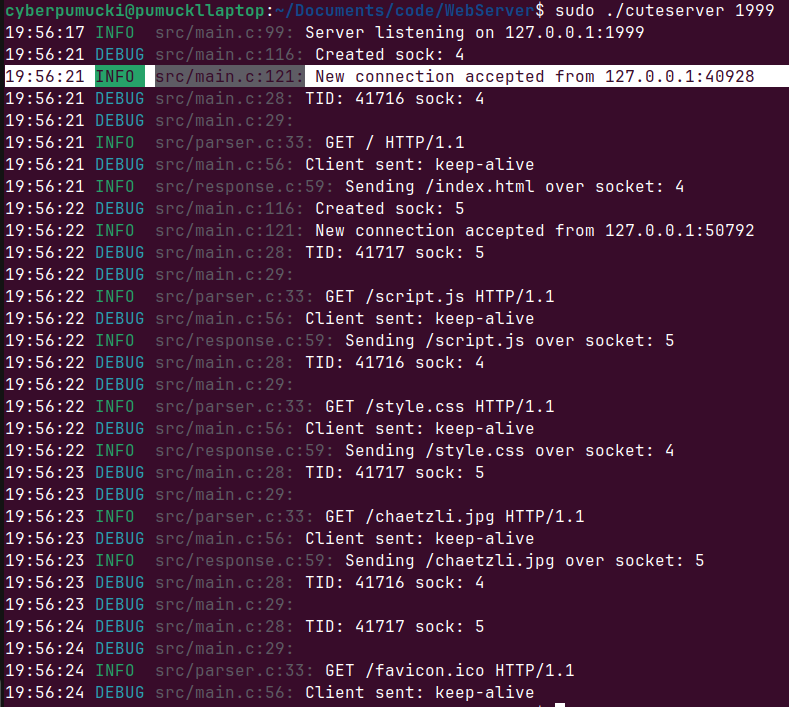 cyberpumucki@pumuckllaptop:~/Documents/code/WebServer$ sudo ./cuteserver 1999
19:56:17 INFO  src/main.c:99: Server listening on 127.0.0.1:1999
19:56:21 DEBUG src/main.c:116: Created sock: 4
19:56:21 INFO  src/main.c:121: New connection accepted from 127.0.0.1:40928
19:56:21 DEBUG src/main.c:28: TID: 41716 sock: 4
19:56:21 DEBUG src/main.c:29:
19:56:21 INFO  src/parser.c:33: GET / HTTP/1.1
19:56:21 DEBUG src/main.c:56: Client sent: keep-alive
19:56:21 INFO  src/response.c:59: Sending /index.html over socket: 4
19:56:22 DEBUG src/main.c:116: Created sock: 5
19:56:22 INFO  src/main.c:121: New connection accepted from 127.0.0.1:50792
19:56:22 DEBUG src/main.c:28: TID: 41717 sock: 5
19:56:22 DEBUG src/main.c:29:
19:56:22 INFO  src/parser.c:33: GET /script.js HTTP/1.1
19:56:22 DEBUG src/main.c:56: Client sent: keep-alive
19:56:22 INFO  src/response.c:59: Sending /script.js over socket: 5
19:56:22 DEBUG src/main.c:28: TID: 41716 sock: 4
19:56:22 DEBUG src/main.c:29:
19:56:22 INFO  src/parser.c:33: GET /style.css HTTP/1.1
19:56:22 DEBUG src/main.c:56: Client sent: keep-alive
19:56:22 INFO  src/response.c:59: Sending /style.css over socket: 4
19:56:23 DEBUG src/main.c:28: TID: 41717 sock: 5
19:56:23 DEBUG src/main.c:29:
19:56:23 INFO  src/parser.c:33: GET /chaetzli.jpg HTTP/1.1
19:56:23 DEBUG src/main.c:56: Client sent: keep-alive
19:56:23 INFO  src/response.c:59: Sending /chaetzli.jpg over socket: 5
19:56:23 DEBUG src/main.c:28: TID: 41716 sock: 4
19:56:23 DEBUG src/main.c:29:
19:56:24 DEBUG src/main.c:28: TID: 41717 sock: 5
19:56:24 DEBUG src/main.c:29:
19:56:24 INFO  src/parser.c:33: GET /favicon.ico HTTP/1.1
19:56:24 DEBUG src/main.c:56: Client sent: keep-alive